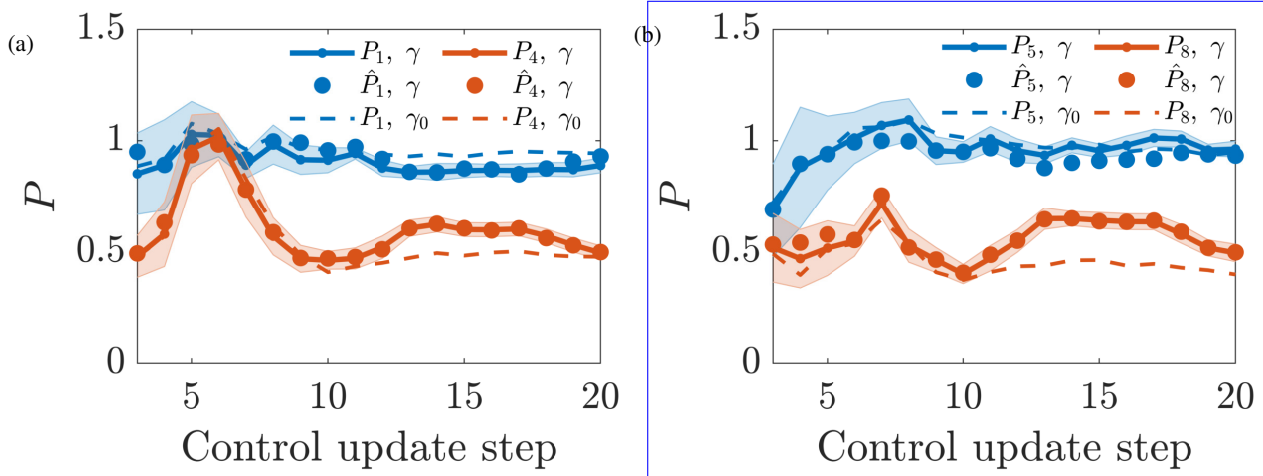 (a)
1.5
1
0.5
0
P
P₁, γ P₄, γ
P̂₁, γ P̂₄, γ
P₁, γ₀ P₄, γ₀
5 10 15 20
Control update step
(b)
1.5
1
0.5
0
P
P₅, γ P₈, γ
P̂₅, γ P̂₈, γ
P₅, γ₀ P₈, γ₀
5 10 15 20
Control update step